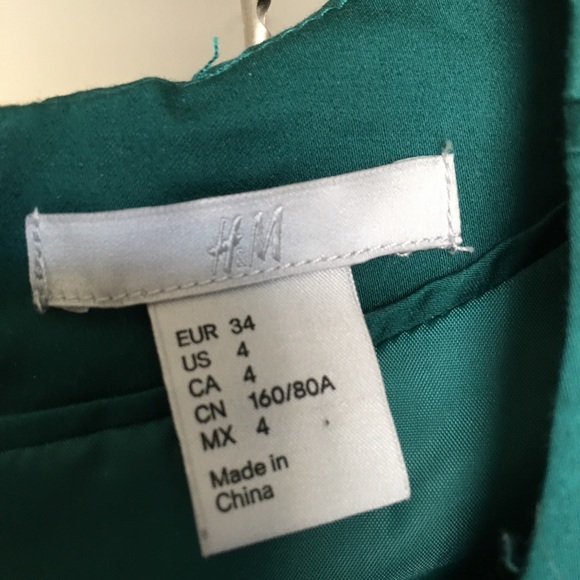 H&M
EUR 34
US 4
CA 4
CN 160/80A
MX 4
Made in
China